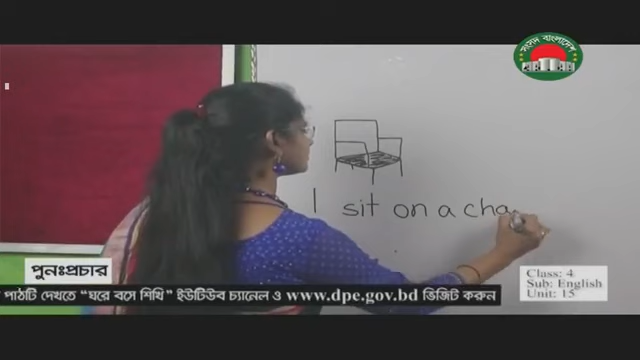 সংসদ বাংলাদেশ
I sit on a cha
পুনঃপ্রচার
Class: 4
Sub: English
Unit: 15
পাঠটি দেখতে "ঘরে বসে শিখি" ইউটিউব চ্যানেল ও www.dpe.gov.bd ভিজিট করুন